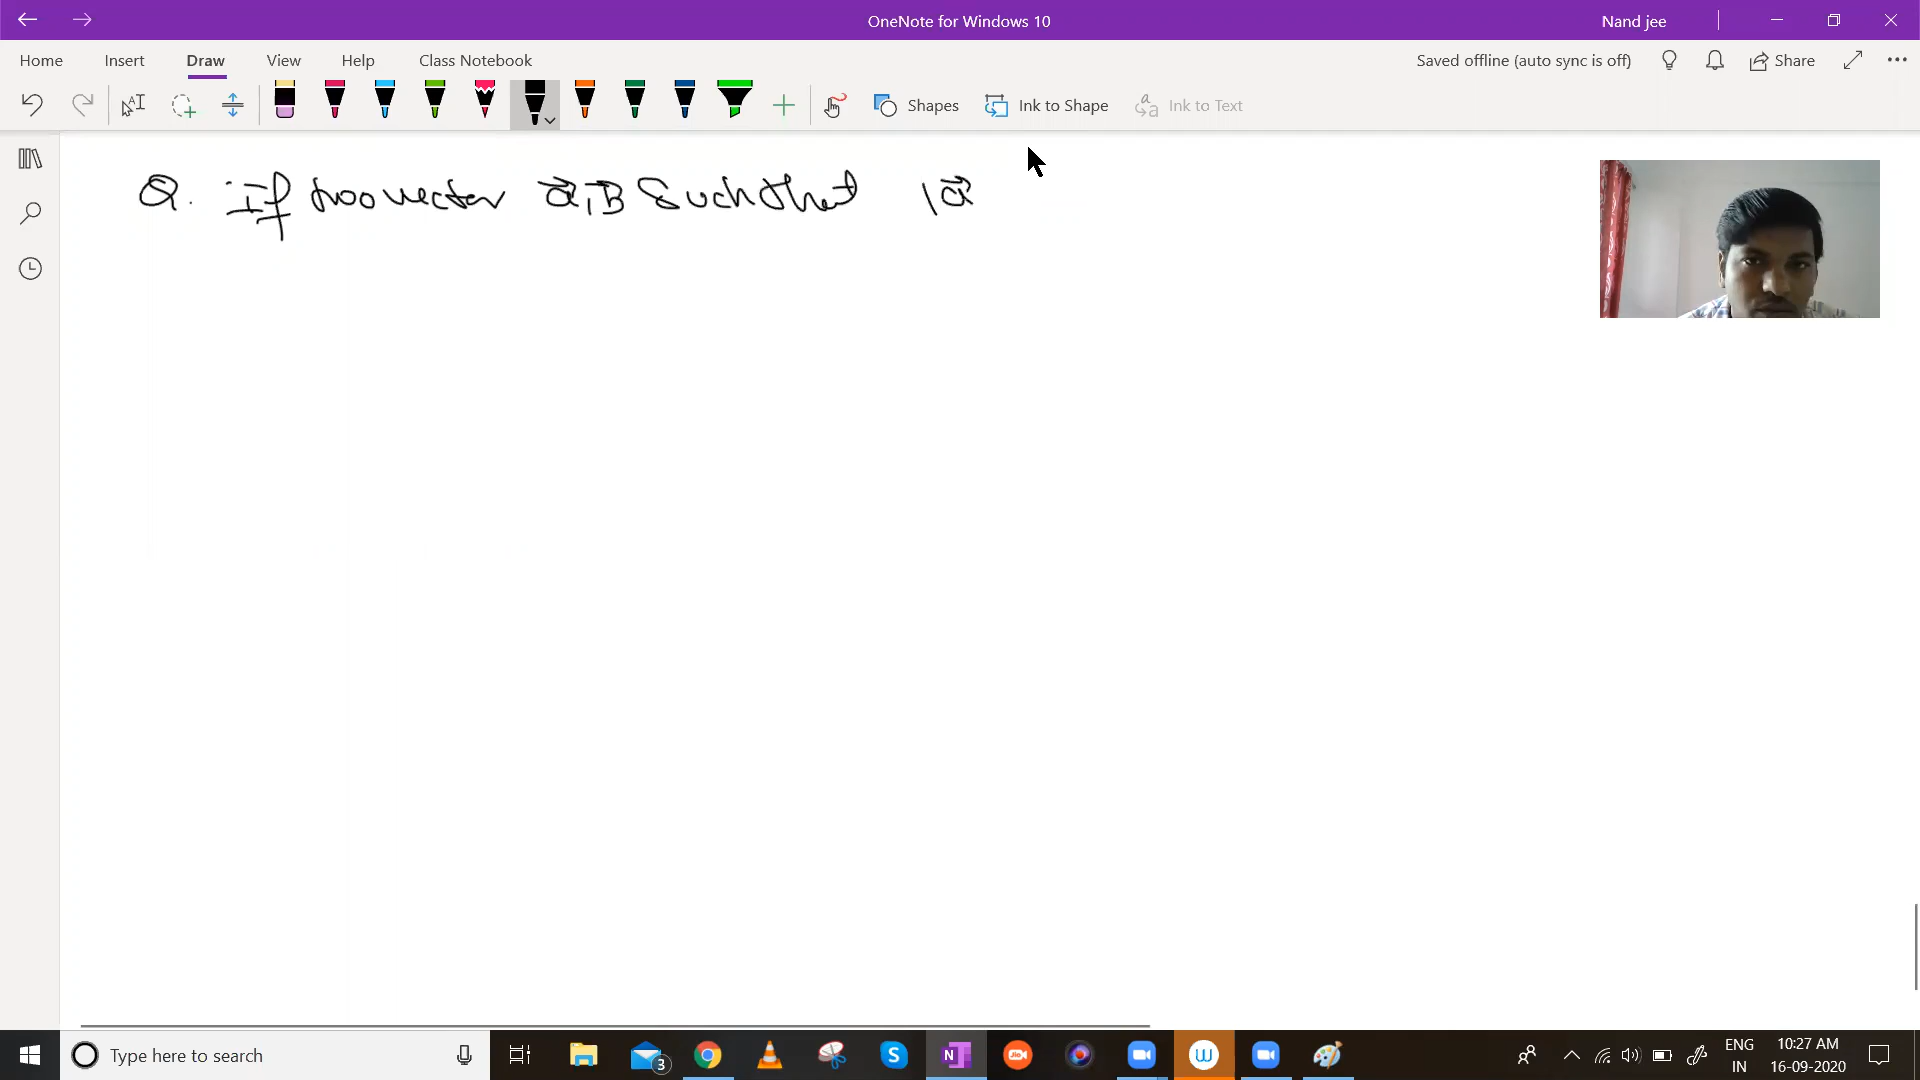 OneNote for Windows 10
Nand jee
Home Insert Draw View Help Class Notebook
Saved offline (auto sync is off) Share
Shapes Ink to Shape Ink to Text
Q. If two vector a⃗, b⃗ Such that |a⃗
Type here to search
3
ENG
IN
10:27 AM
16-09-2020